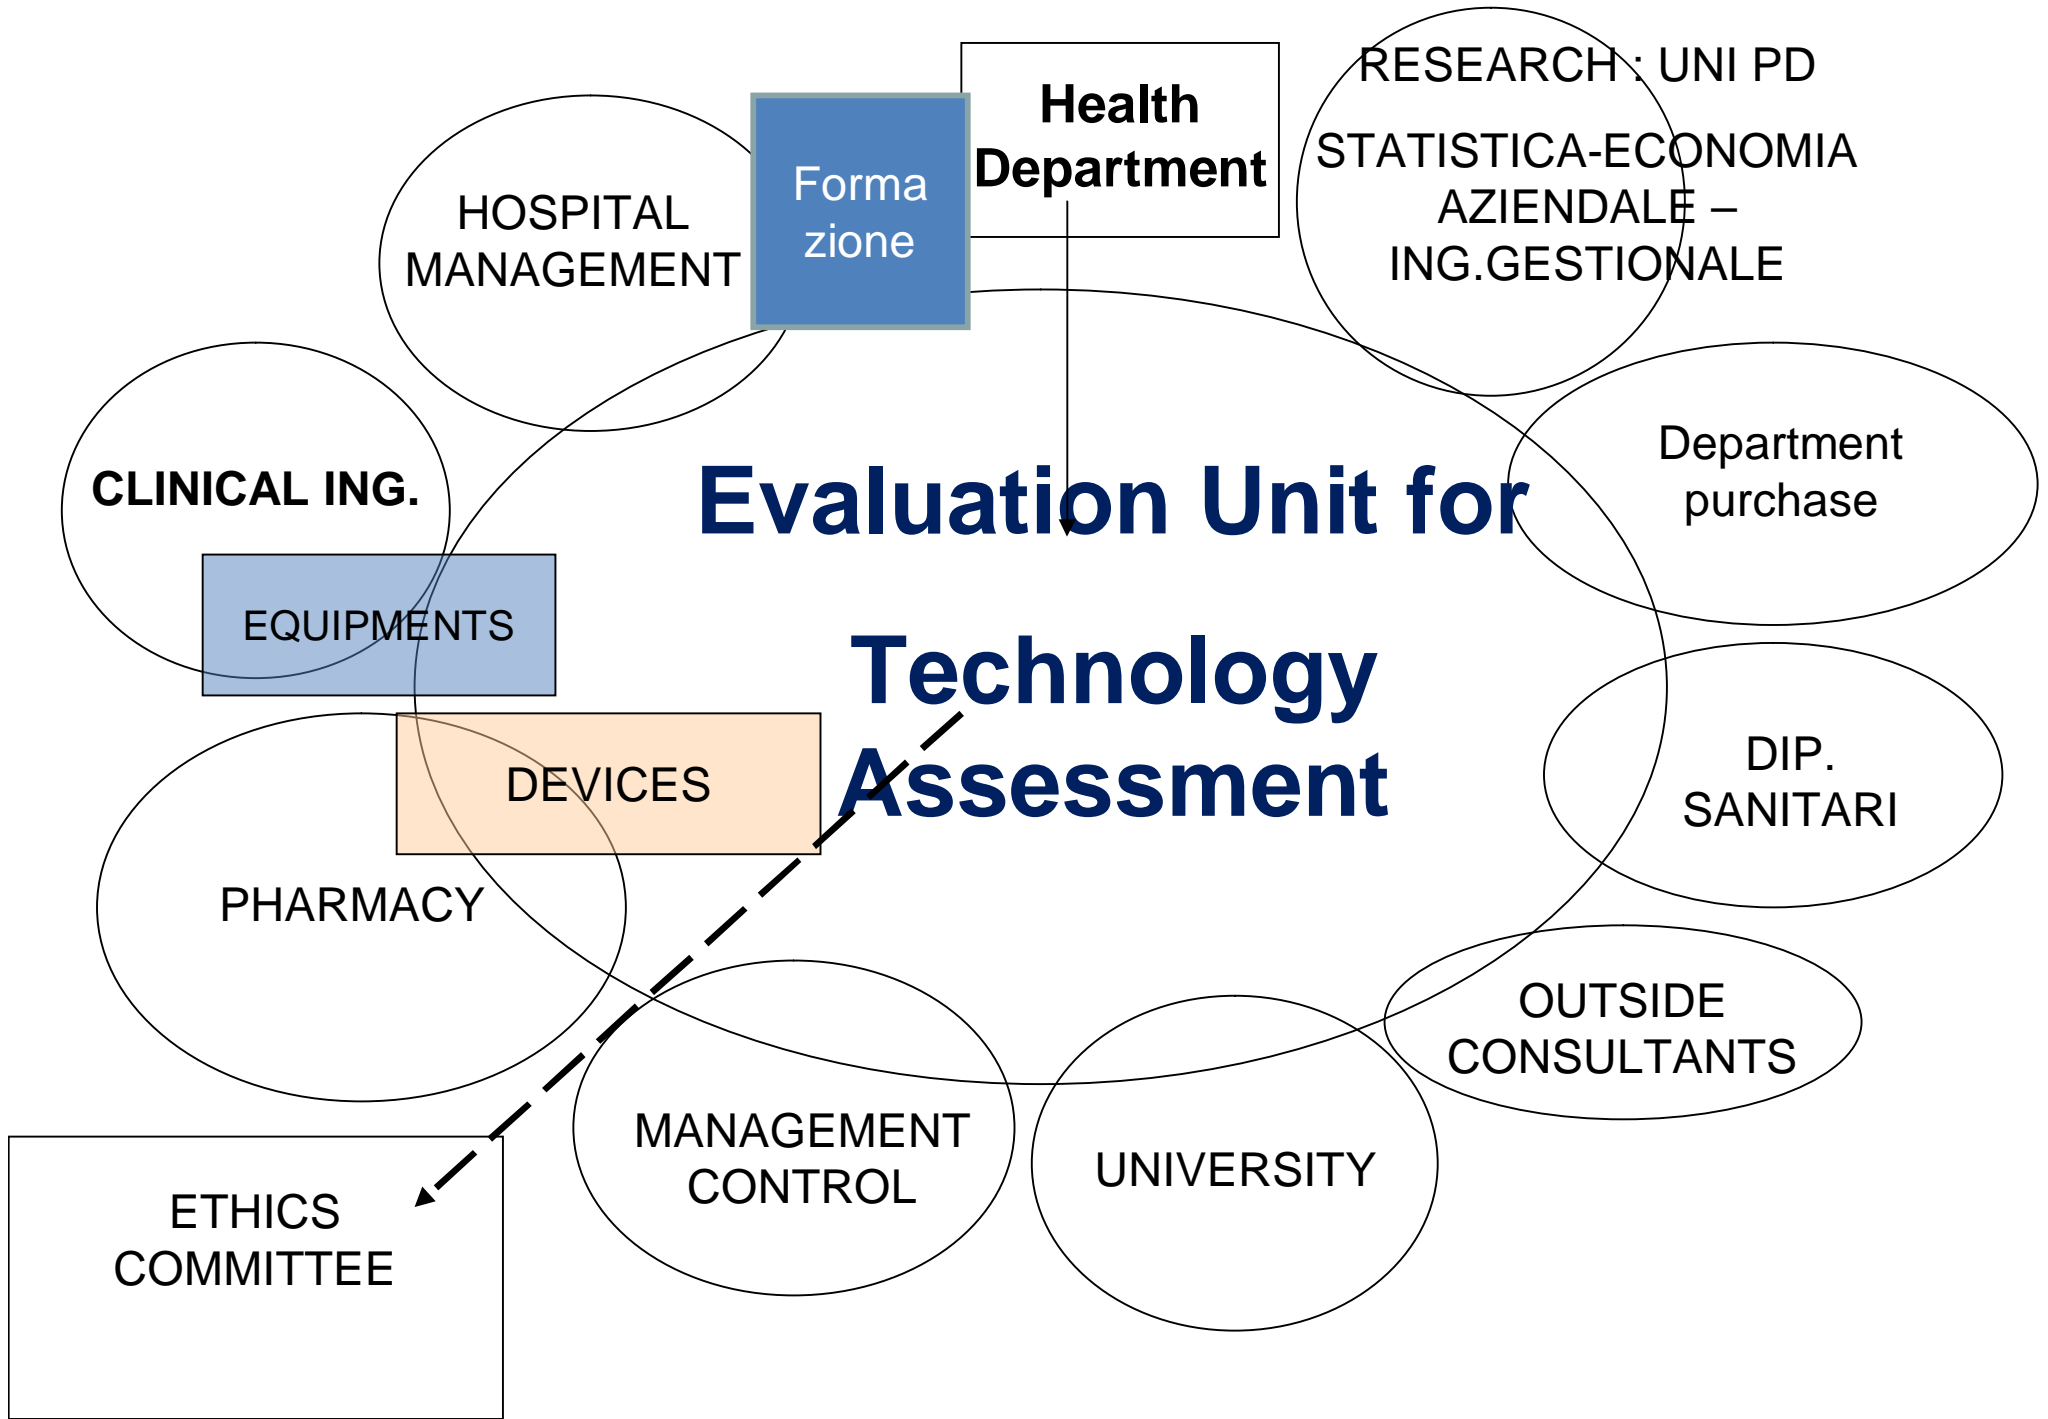 RESEARCH : UNI PD
STATISTICA-ECONOMIA
AZIENDALE –
ING.GESTIONALE
Health
Department
Forma
zione
HOSPITAL
MANAGEMENT
CLINICAL ING.
Department
purchase
Evaluation Unit for
Technology
Assessment
EQUIPMENTS
DEVICES
DIP.
SANITARI
PHARMACY
OUTSIDE
CONSULTANTS
MANAGEMENT
CONTROL
UNIVERSITY
ETHICS
COMMITTEE